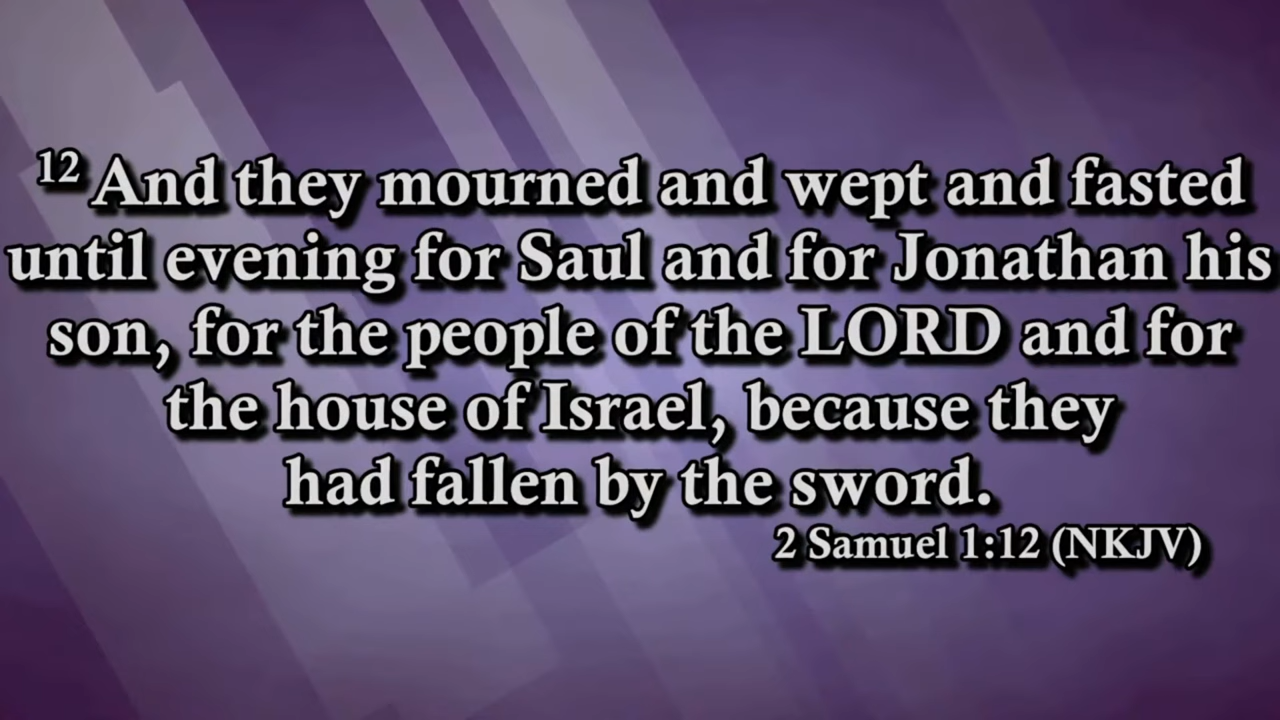 12 And they mourned and wept and fasted
until evening for Saul and for Jonathan his
son, for the people of the LORD and for
the house of Israel, because they
had fallen by the sword.
2 Samuel 1:12 (NKJV)